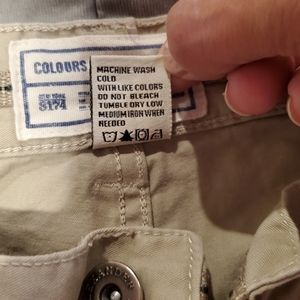 COLOURS
MACHINE WASH
COLD
WITH LIKE COLORS
DO NOT BLEACH
TUMBLE DRY LOW
MEDIUM IRON WHEN
NEEDED